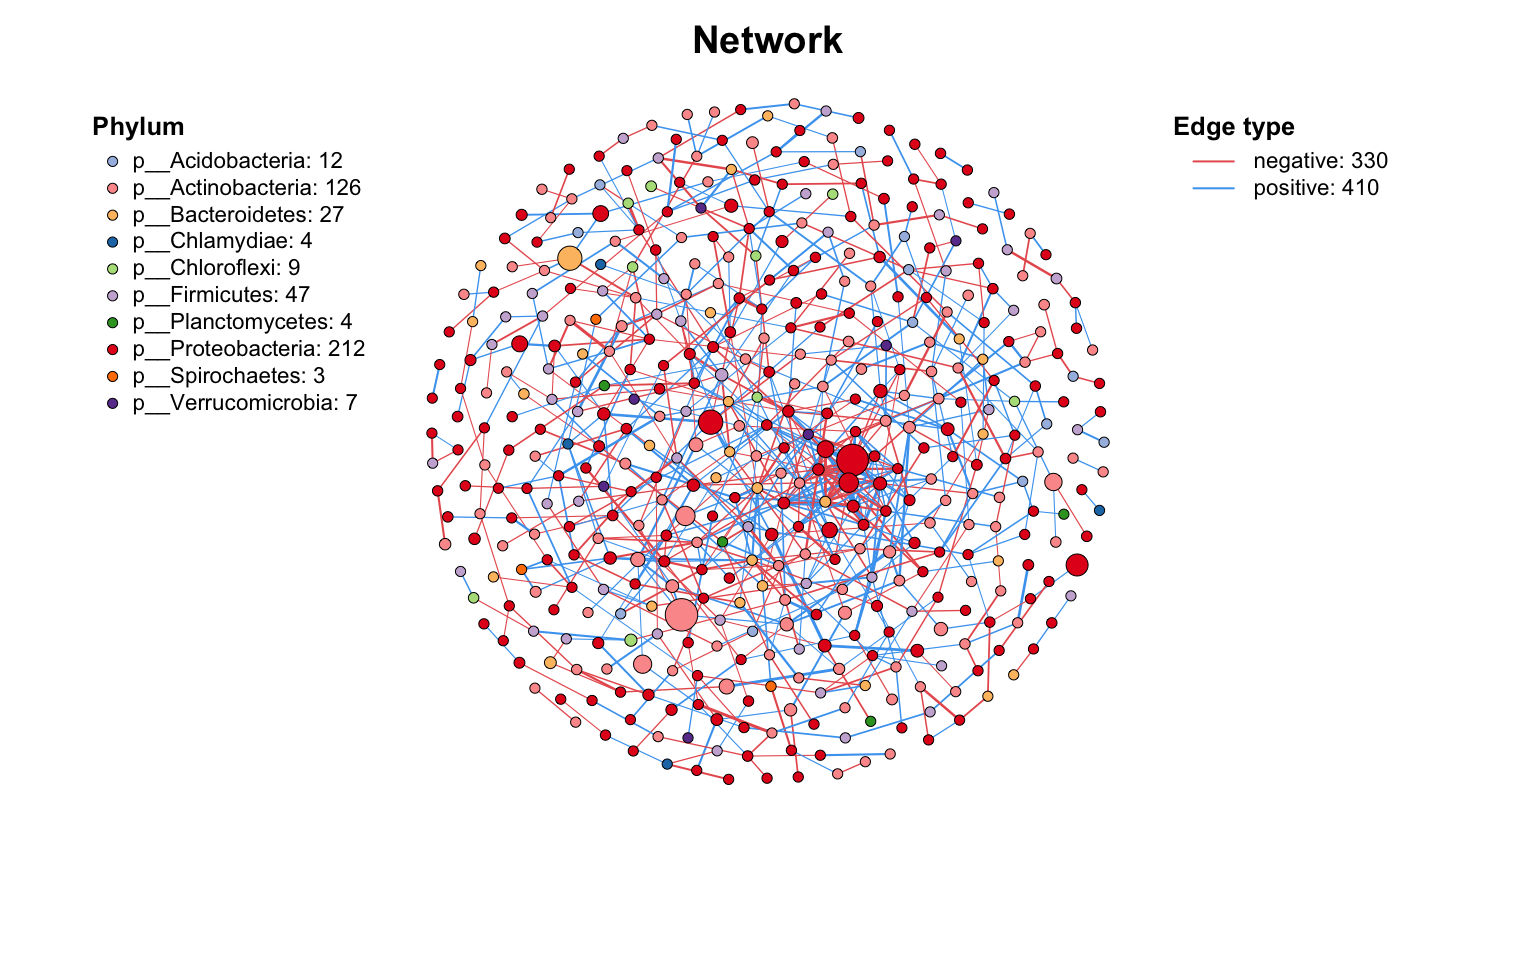 Network
Phylum
p__Acidobacteria: 12
p__Actinobacteria: 126
p__Bacteroidetes: 27
p__Chlamydiae: 4
p__Chloroflexi: 9
p__Firmicutes: 47
p__Planctomycetes: 4
p__Proteobacteria: 212
p__Spirochaetes: 3
p__Verrucomicrobia: 7
Edge type
negative: 330
positive: 410